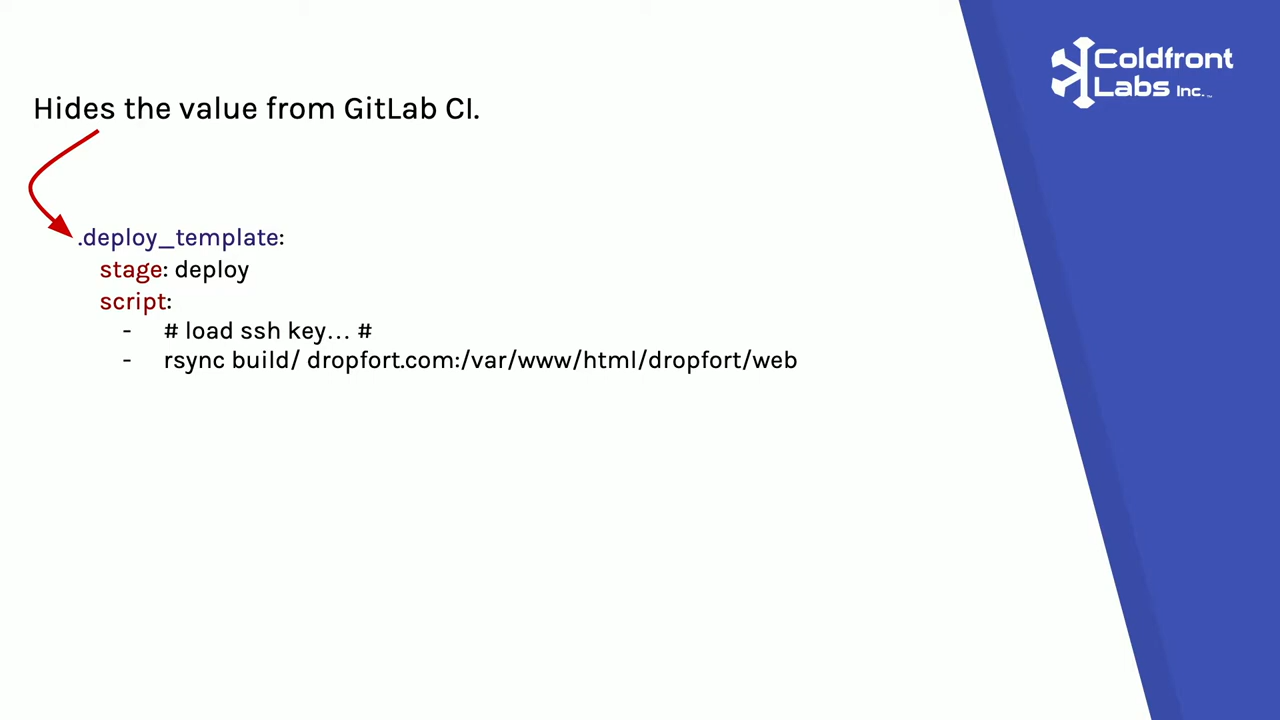 Coldfront
Labs Inc.™
Hides the value from GitLab CI.
.deploy_template:
stage: deploy
script:
- # load ssh key... #
- rsync build/ dropfort.com:/var/www/html/dropfort/web